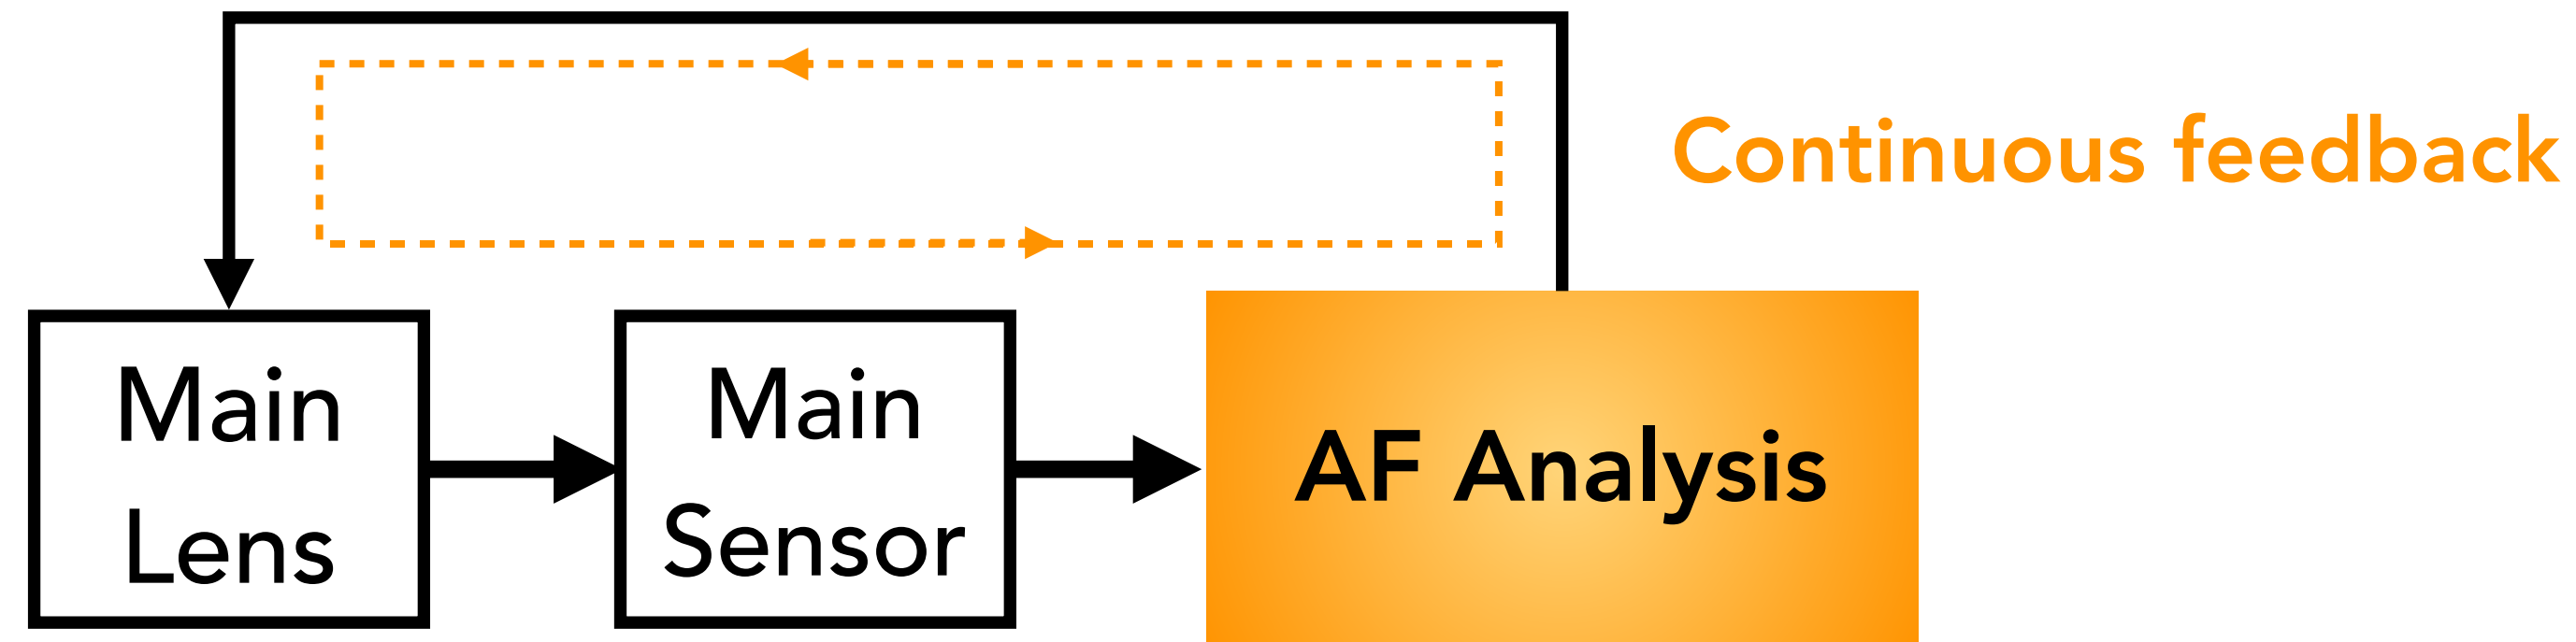 Continuous feedback
Main
Lens
Main
Sensor
AF Analysis